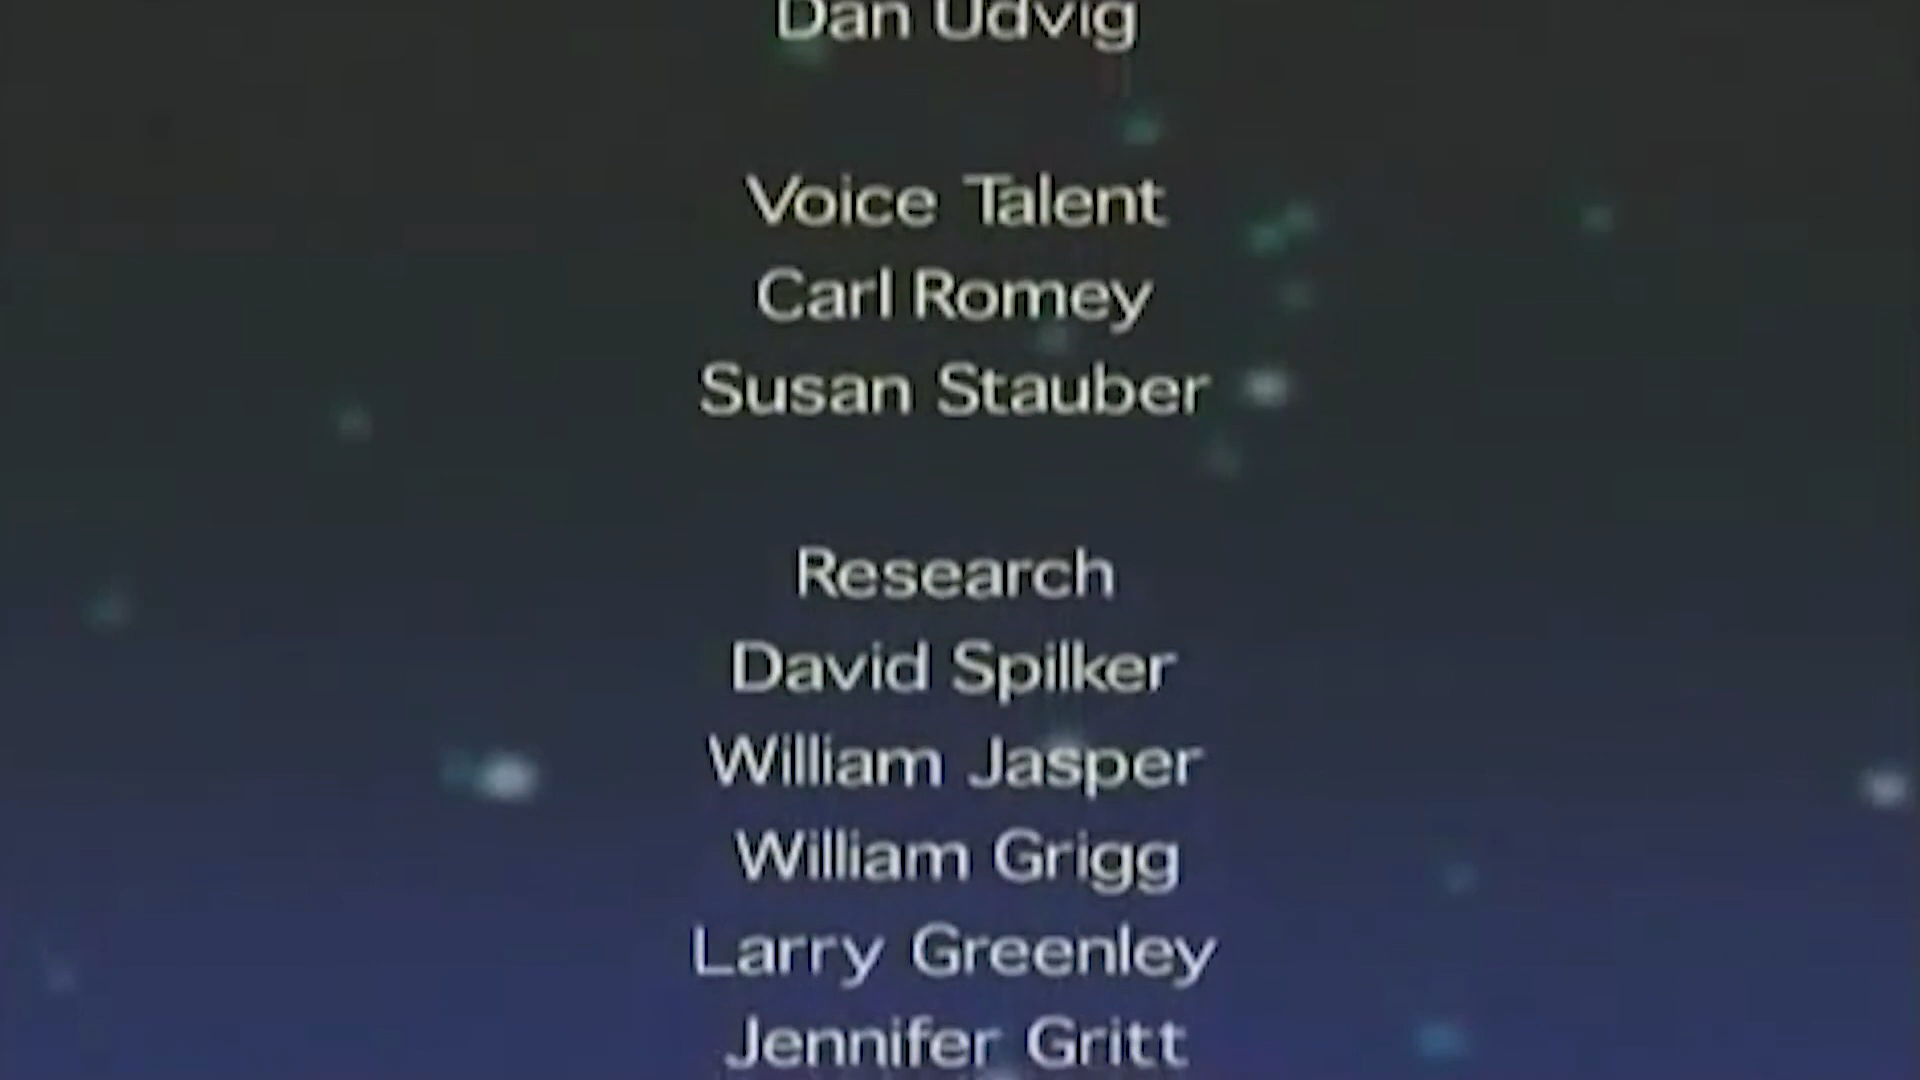 Dan Udvig
Voice Talent
Carl Romey
Susan Stauber
Research
David Spilker
William Jasper
William Grigg
Larry Greenley
Jennifer Gritt